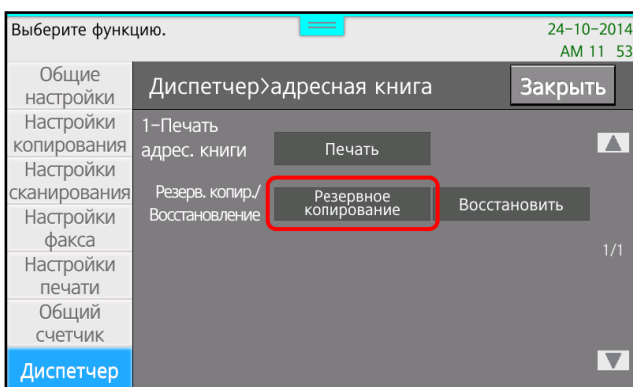 Выберите функцию.
24-10-2014
AM 11 53
Общие
настройки
Настройки
копирования
Настройки
сканирования
Настройки
факса
Настройки
печати
Общий
счетчик
Диспетчер
Диспетчер>адресная книга
Закрыть
1-Печать
адрес. книги
Печать
Резерв. копир./
Восстановление
Резервное
копирование
Восстановить
1/1